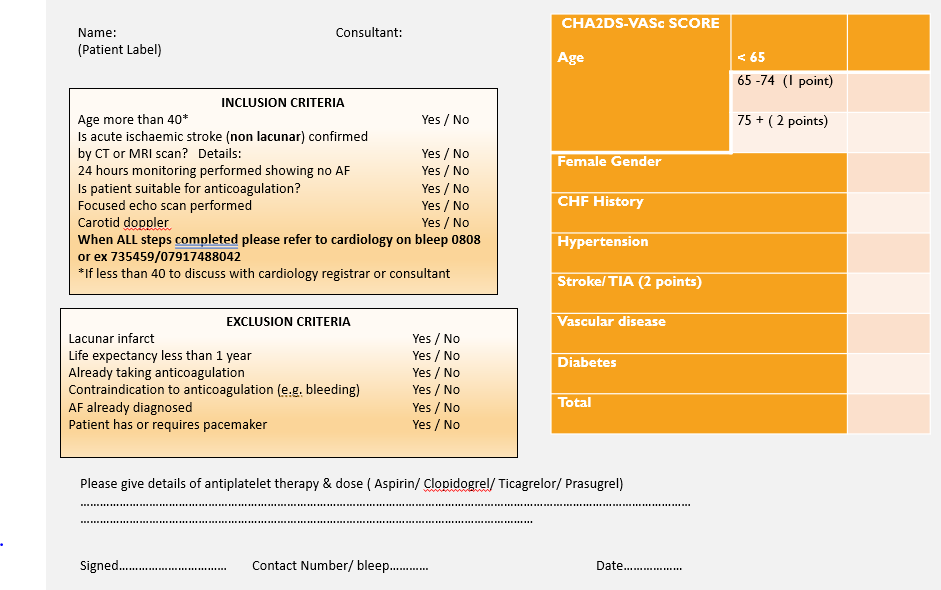 Name: Consultant:
(Patient Label)
INCLUSION CRITERIA
Age more than 40* Yes / No
Is acute ischaemic stroke (non lacunar) confirmed
by CT or MRI scan? Details: Yes / No
24 hours monitoring performed showing no AF Yes / No
Is patient suitable for anticoagulation? Yes / No
Focused echo scan performed Yes / No
Carotid doppler Yes / No
When ALL steps completed please refer to cardiology on bleep 0808
or ex 735459/07917488042
*If less than 40 to discuss with cardiology registrar or consultant
EXCLUSION CRITERIA
Lacunar infarct Yes / No
Life expectancy less than 1 year Yes / No
Already taking anticoagulation Yes / No
Contraindication to anticoagulation (e.g. bleeding) Yes / No
AF already diagnosed Yes / No
Patient has or requires pacemaker Yes / No
CHA2DS-VASc SCORE
Age < 65
65 -74 (1 point)
75 + ( 2 points)
Female Gender
CHF History
Hypertension
Stroke/TIA (2 points)
Vascular disease
Diabetes
Total
Please give details of antiplatelet therapy & dose ( Aspirin/ Clopidogrel/ Ticagrelor/ Prasugrel)
…………………………………………………………………………………………………………………………
…………………………………………………………………………………………
Signed…………………………… Contact Number/ bleep………… Date………………